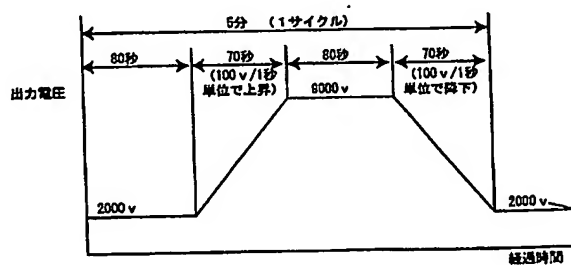 5分 (1サイクル)
80秒
70秒
80秒
70秒
(100v/1秒
単位で上昇)
(100v/1秒
単位で降下)
出力電圧
9000v
2000v
2000v
経過時間